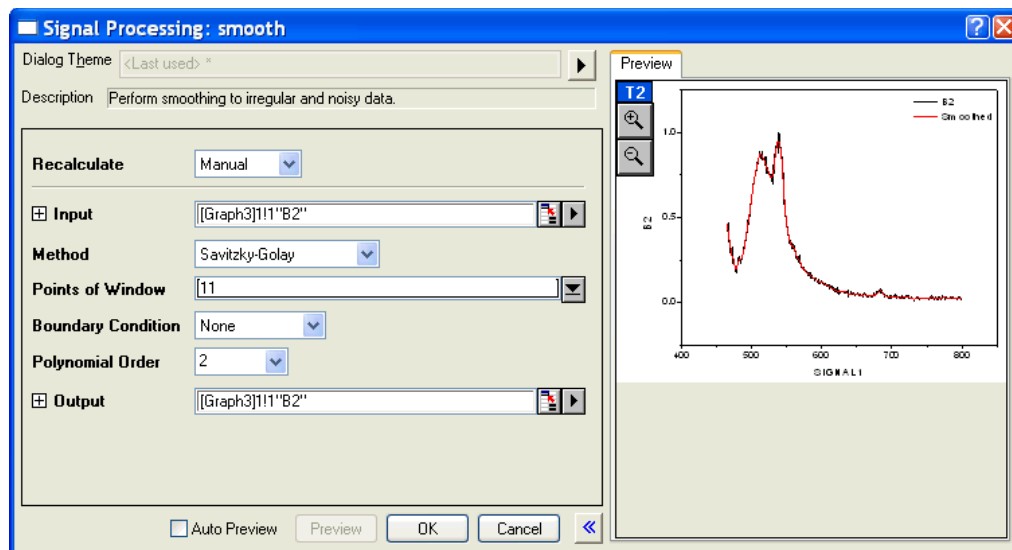 Signal Processing: smooth
Dialog Theme <Last used> *
Description Perform smoothing to irregular and noisy data.
Recalculate Manual
Input [Graph3]1!1"B2"
Method Savitzky-Golay
Points of Window 11
Boundary Condition None
Polynomial Order 2
Output [Graph3]1!1"B2"
Auto Preview Preview OK Cancel
Preview
T2
B2
Smoothed
1.0
0.5
0.0
B2
400 500 600 700 800
SIGNAL1